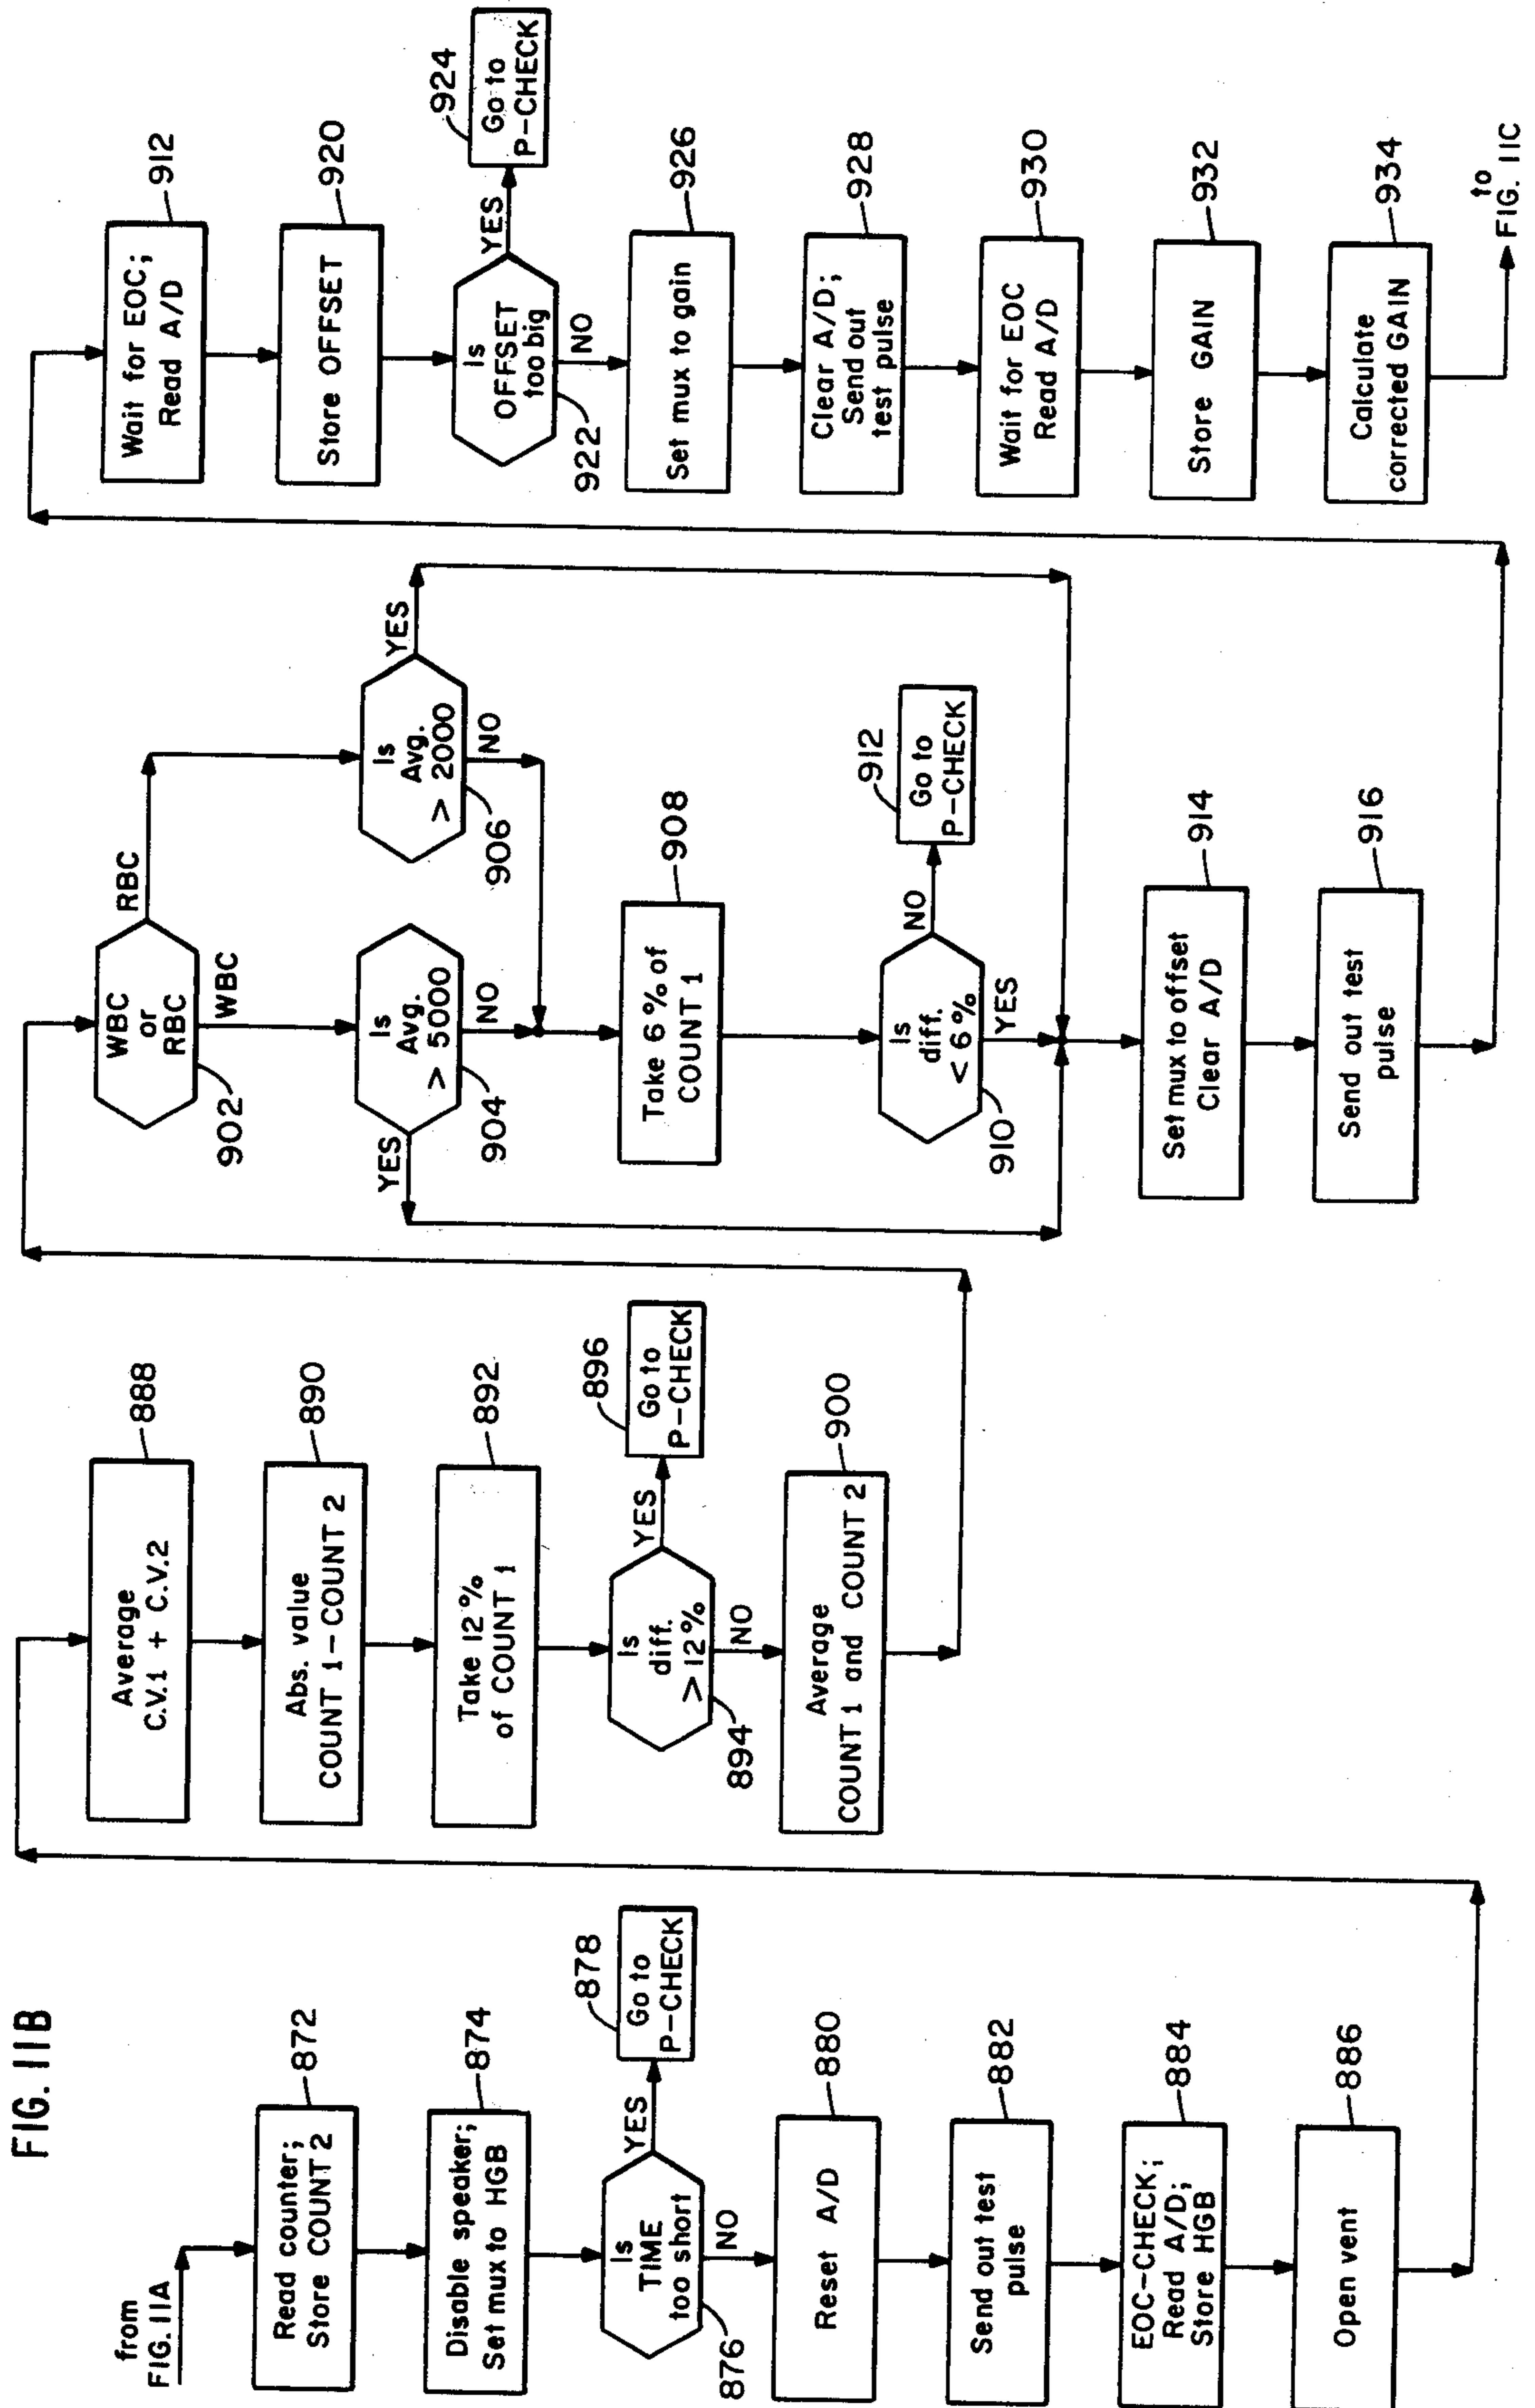 FIG. 11B
from
FIG. 11A
Read counter;
Store COUNT 2
872
Disable speaker;
Set mux to HGB
874
Is
TIME
too short
876
YES
Go to
P-CHECK
878
NO
Reset A/D
880
Send out test
pulse
882
EOC-CHECK;
Read A/D;
Store HGB
884
Open vent
886
Average
C.V.1 + C.V.2
888
Abs. value
COUNT 1-COUNT 2
890
Take 12%
of COUNT 1
892
Is
diff.
>12%
894
YES
Go to
P-CHECK
896
NO
Average
COUNT 1 and COUNT 2
900
WBC
or
RBC
902
RBC
WBC
Is
Avg.
> 5000
904
YES
NO
Is
Avg.
> 2000
906
YES
NO
Take 6% of
COUNT 1
908
Is
diff.
< 6%
910
NO
Go to
P-CHECK
912
YES
Set mux to offset
Clear A/D
914
Send out test
pulse
916
Wait for EOC;
Read A/D
912
Store OFFSET
920
Is
OFFSET
too big
922
YES
Go to
P-CHECK
924
NO
Set mux to gain
926
Clear A/D;
Send out
test pulse
928
Wait for EOC
Read A/D
930
Store GAIN
932
Calculate
corrected GAIN
934
to
FIG. 11C